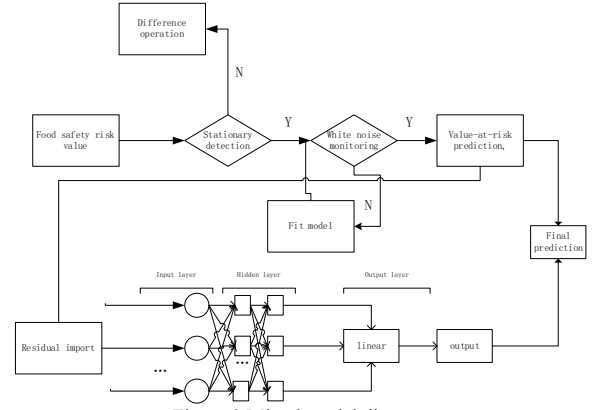 Difference
operation
N
Food safety risk
value
Stationary
detection
Y
White noise
monitoring
Y
Value-at-risk
prediction,
N
Fit model
Final
prediction
Input layer
Hidden layer
Output layer
Residual import
...
...
linear
output